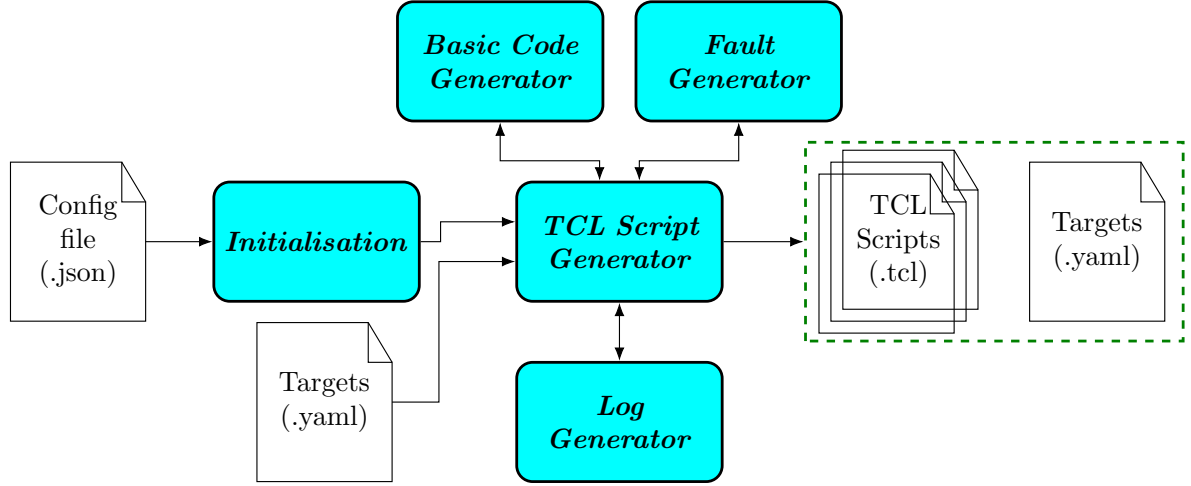 Basic Code
Generator
Fault
Generator
Config
file
(.json)
Initialisation
TCL Script
Generator
TCL
Scripts
(.tcl)
Targets
(.yaml)
Targets
(.yaml)
Log
Generator